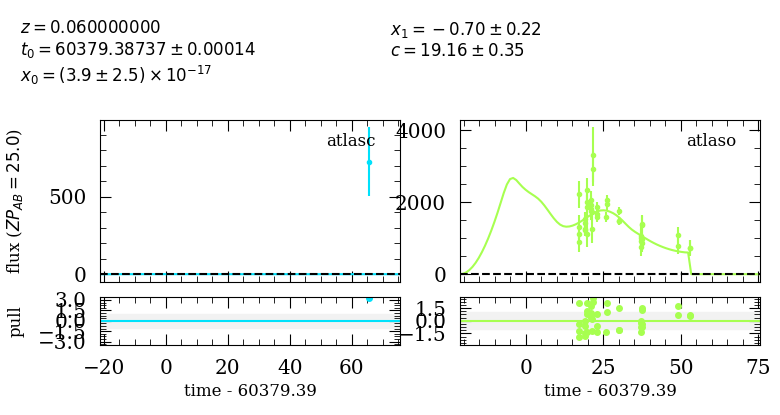 z = 0.060000000
t₀ = 60379.38737 ± 0.00014
x₀ = (3.9 ± 2.5) × 10⁻¹⁷
x₁ = −0.70 ± 0.22
c = 19.16 ± 0.35
flux (ZP_AB = 25.0)
500
0
atlasc
4000
2000
0
atlaso
pull
3.0
1.5
0.0
−1.5
−3.0
1.5
0.0
−1.5
−20 0 20 40 60
0 25 50 75
time - 60379.39
time - 60379.39